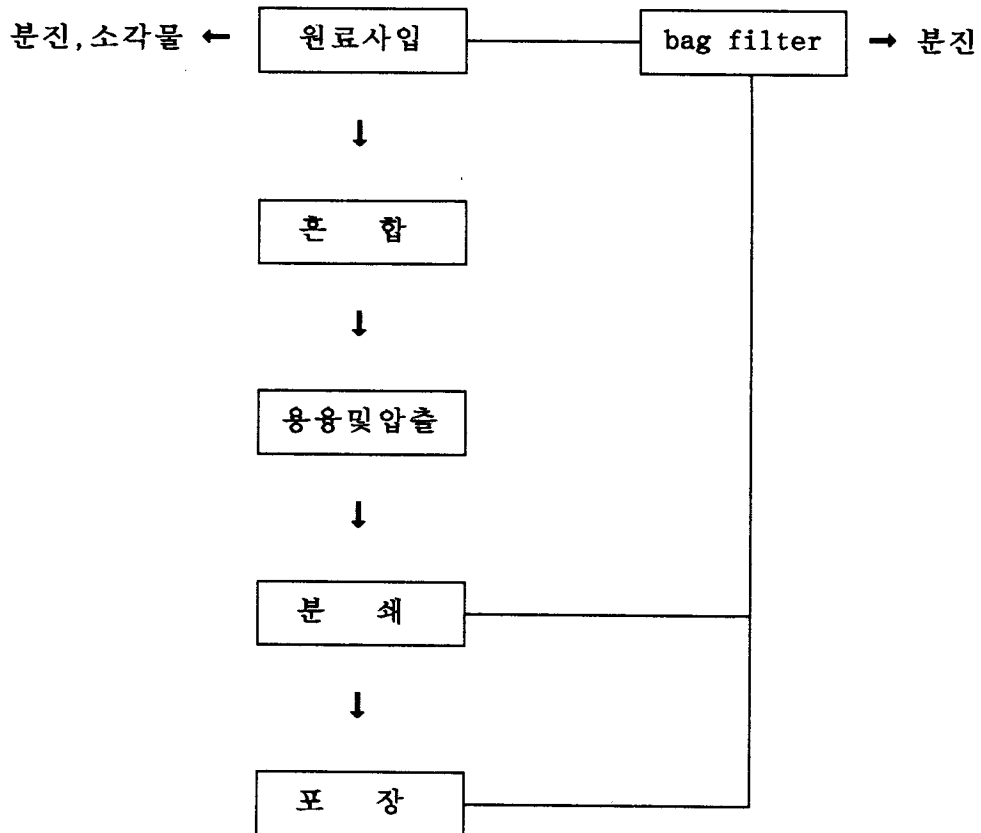 분진,소각물 ← 원료사입 bag filter → 분진
↓
혼 합
↓
용융및압출
↓
분 쇄
↓
포 장